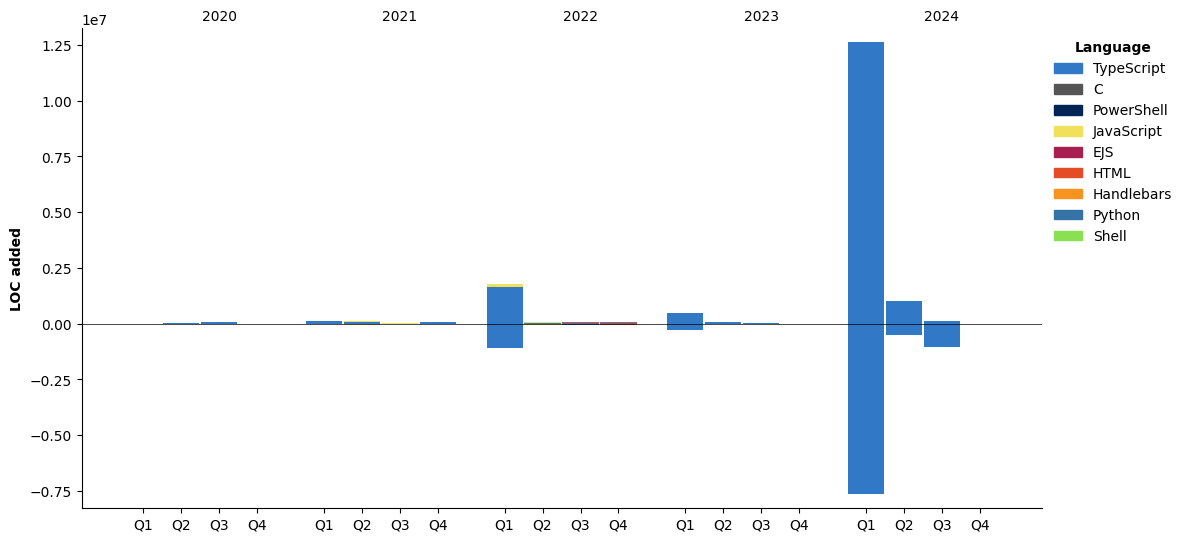 2020 2021 2022 2023 2024
1e7
Language
TypeScript
C
PowerShell
JavaScript
EJS
HTML
Handlebars
Python
Shell
LOC added
1.25
1.00
0.75
0.50
0.25
0.00
−0.25
−0.50
−0.75
Q1 Q2 Q3 Q4 Q1 Q2 Q3 Q4 Q1 Q2 Q3 Q4 Q1 Q2 Q3 Q4 Q1 Q2 Q3 Q4